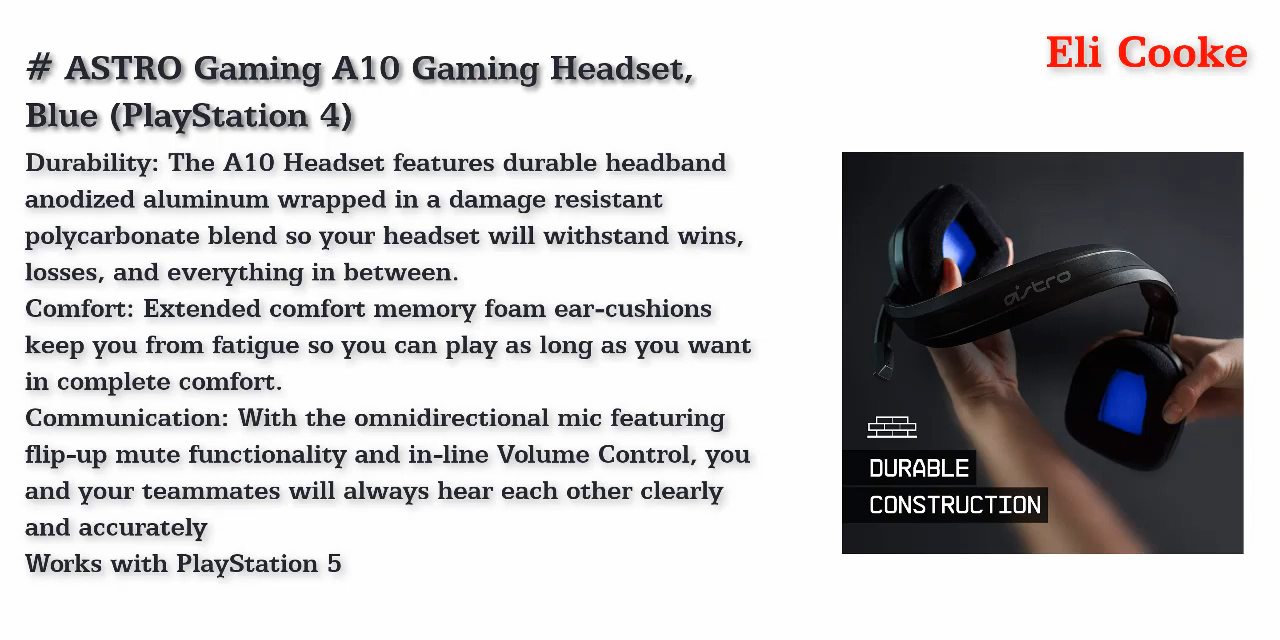 # ASTRO Gaming A10 Gaming Headset,
Blue (PlayStation 4)
Eli Cooke
Durability: The A10 Headset features durable headband
anodized aluminum wrapped in a damage resistant
polycarbonate blend so your headset will withstand wins,
losses, and everything in between.
Comfort: Extended comfort memory foam ear-cushions
keep you from fatigue so you can play as long as you want
in complete comfort.
Communication: With the omnidirectional mic featuring
flip-up mute functionality and in-line Volume Control, you
and your teammates will always hear each other clearly
and accurately
Works with PlayStation 5
astro
DURABLE
CONSTRUCTION